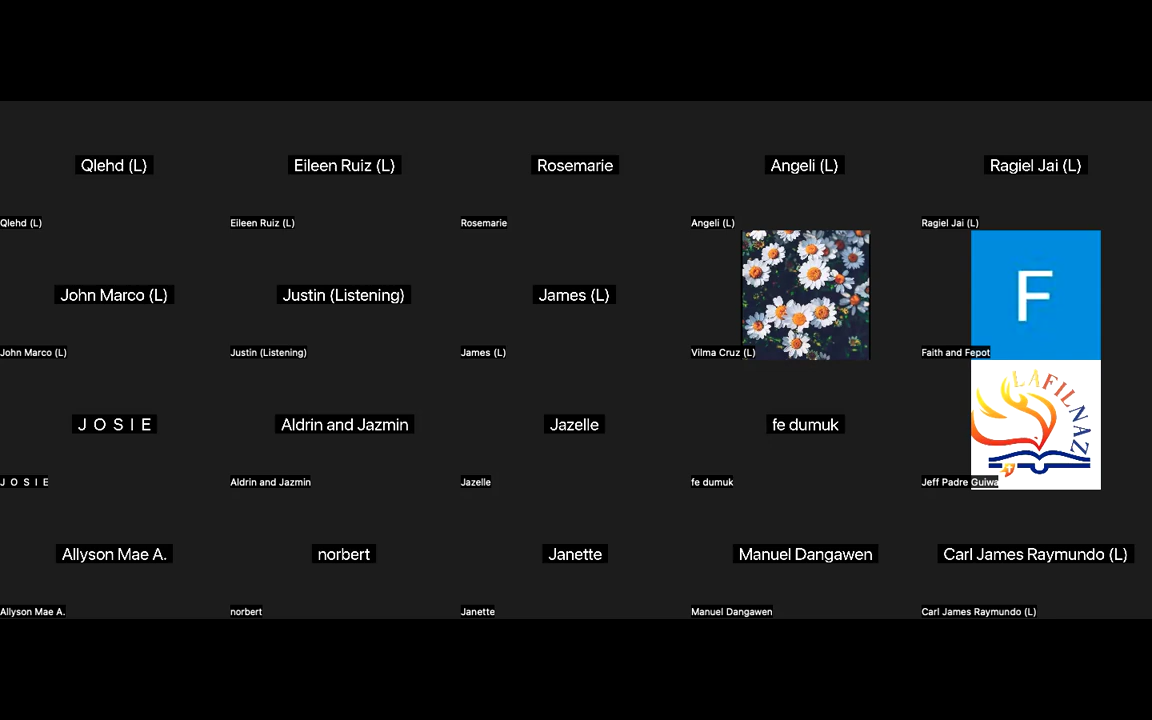 Qlehd (L)
Eileen Ruiz (L)
Rosemarie
Angeli (L)
Ragiel Jai (L)
Qlehd (L)
Eileen Ruiz (L)
Rosemarie
Angeli (L)
Ragiel Jai (L)
John Marco (L)
Justin (Listening)
James (L)
F
John Marco (L)
Justin (Listening)
James (L)
Vilma Cruz (L)
Faith and Fepot
LAFILNAZ
J O S I E
Aldrin and Jazmin
Jazelle
fe dumuk
J O S I E
Aldrin and Jazmin
Jazelle
fe dumuk
Jeff Padre Guiwa
Allyson Mae A.
norbert
Janette
Manuel Dangawen
Carl James Raymundo (L)
Allyson Mae A.
norbert
Janette
Manuel Dangawen
Carl James Raymundo (L)